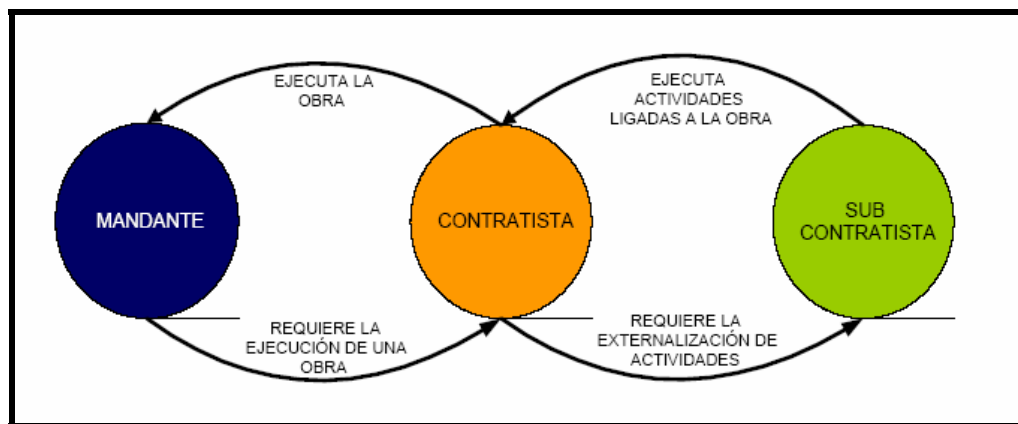 EJECUTA LA
OBRA
EJECUTA
ACTIVIDADES
LIGADAS A LA OBRA
MANDANTE
CONTRATISTA
SUB
CONTRATISTA
REQUIERE LA
EJECUCIÓN DE UNA
OBRA
REQUIERE LA
EXTERNALIZACIÓN DE
ACTIVIDADES